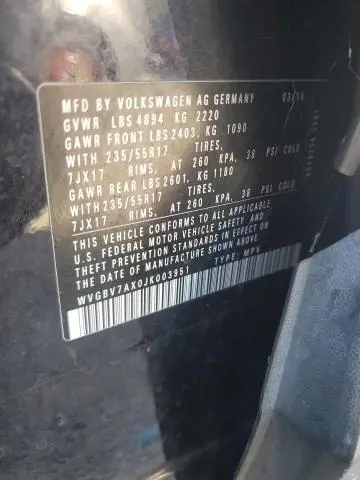 MFD BY VOLKSWAGEN AG GERMANY 03/16
GVWR LBS 4894 KG 2220
GAWR FRONT LBS 2403, KG 1090
WITH 235/55R17 TIRES,
7JX17 RIMS, AT 260 KPA, 38 PSI COLD
GAWR REAR LBS 2601, KG 1180
WITH 235/55R17 TIRES,
7JX17 RIMS, AT 260 KPA, 38 PSI COLD
THIS VEHICLE CONFORMS TO ALL APPLICABLE
U.S. FEDERAL MOTOR VEHICLE SAFETY AND
THEFT PREVENTION STANDARDS IN EFFECT ON
THE DATE OF MANUFACTURE SHOWN ABOVE.
WVGBV7AX0JK003951 TYPE: MPV